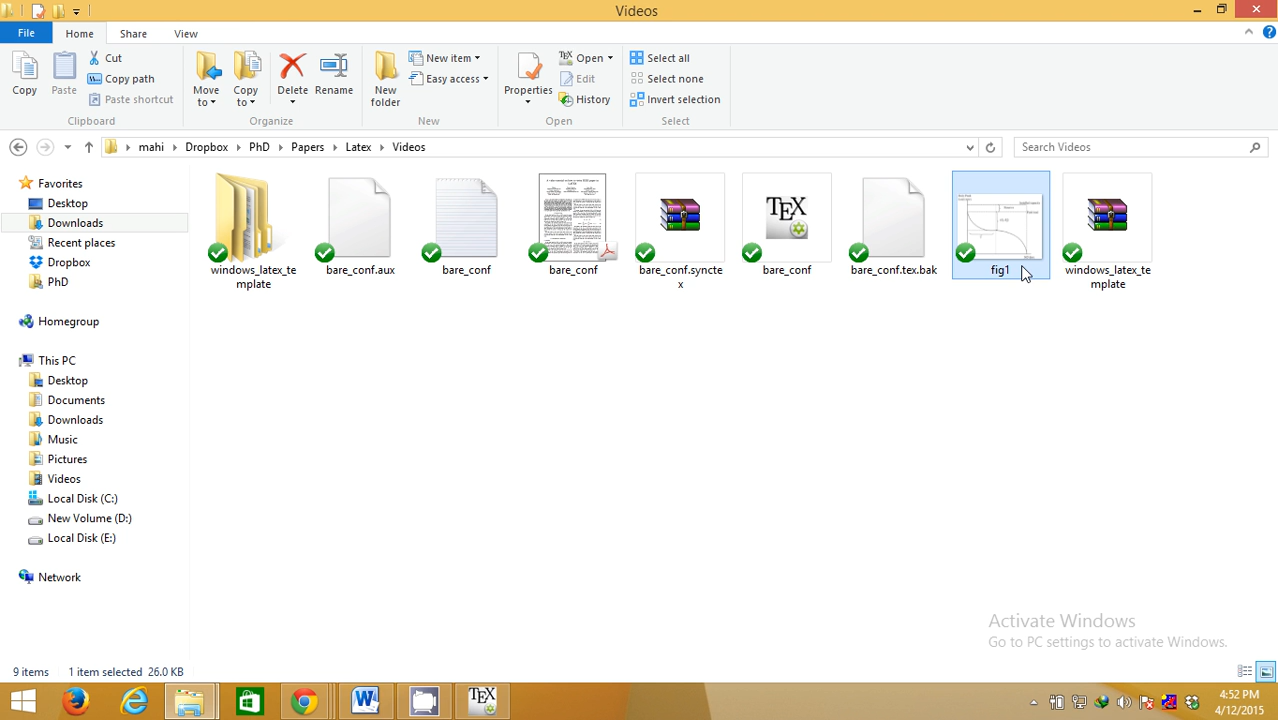 Videos
File Home Share View
Copy
Paste
Cut
Copy path
Paste shortcut
Clipboard
Move to
Copy to
Delete
Rename
Organize
New folder
New item
Easy access
New
Properties
Open
Edit
History
Open
Select all
Select none
Invert selection
Select
mahi Dropbox PhD Papers Latex Videos
Search Videos
Favorites
Desktop
Downloads
Recent places
Dropbox
PhD
Homegroup
This PC
Desktop
Documents
Downloads
Music
Pictures
Videos
Local Disk (C:)
New Volume (D:)
Local Disk (E:)
Network
windows_latex_te
mplate
bare_conf.aux
bare_conf
bare_conf
bare_conf.synctex
TEX
bare_conf
bare_conf.tex.bak
fig1
windows_latex_te
mplate
Activate Windows
Go to PC settings to activate Windows.
9 items 1 item selected 26.0 KB
TEX
4:52 PM
4/12/2015